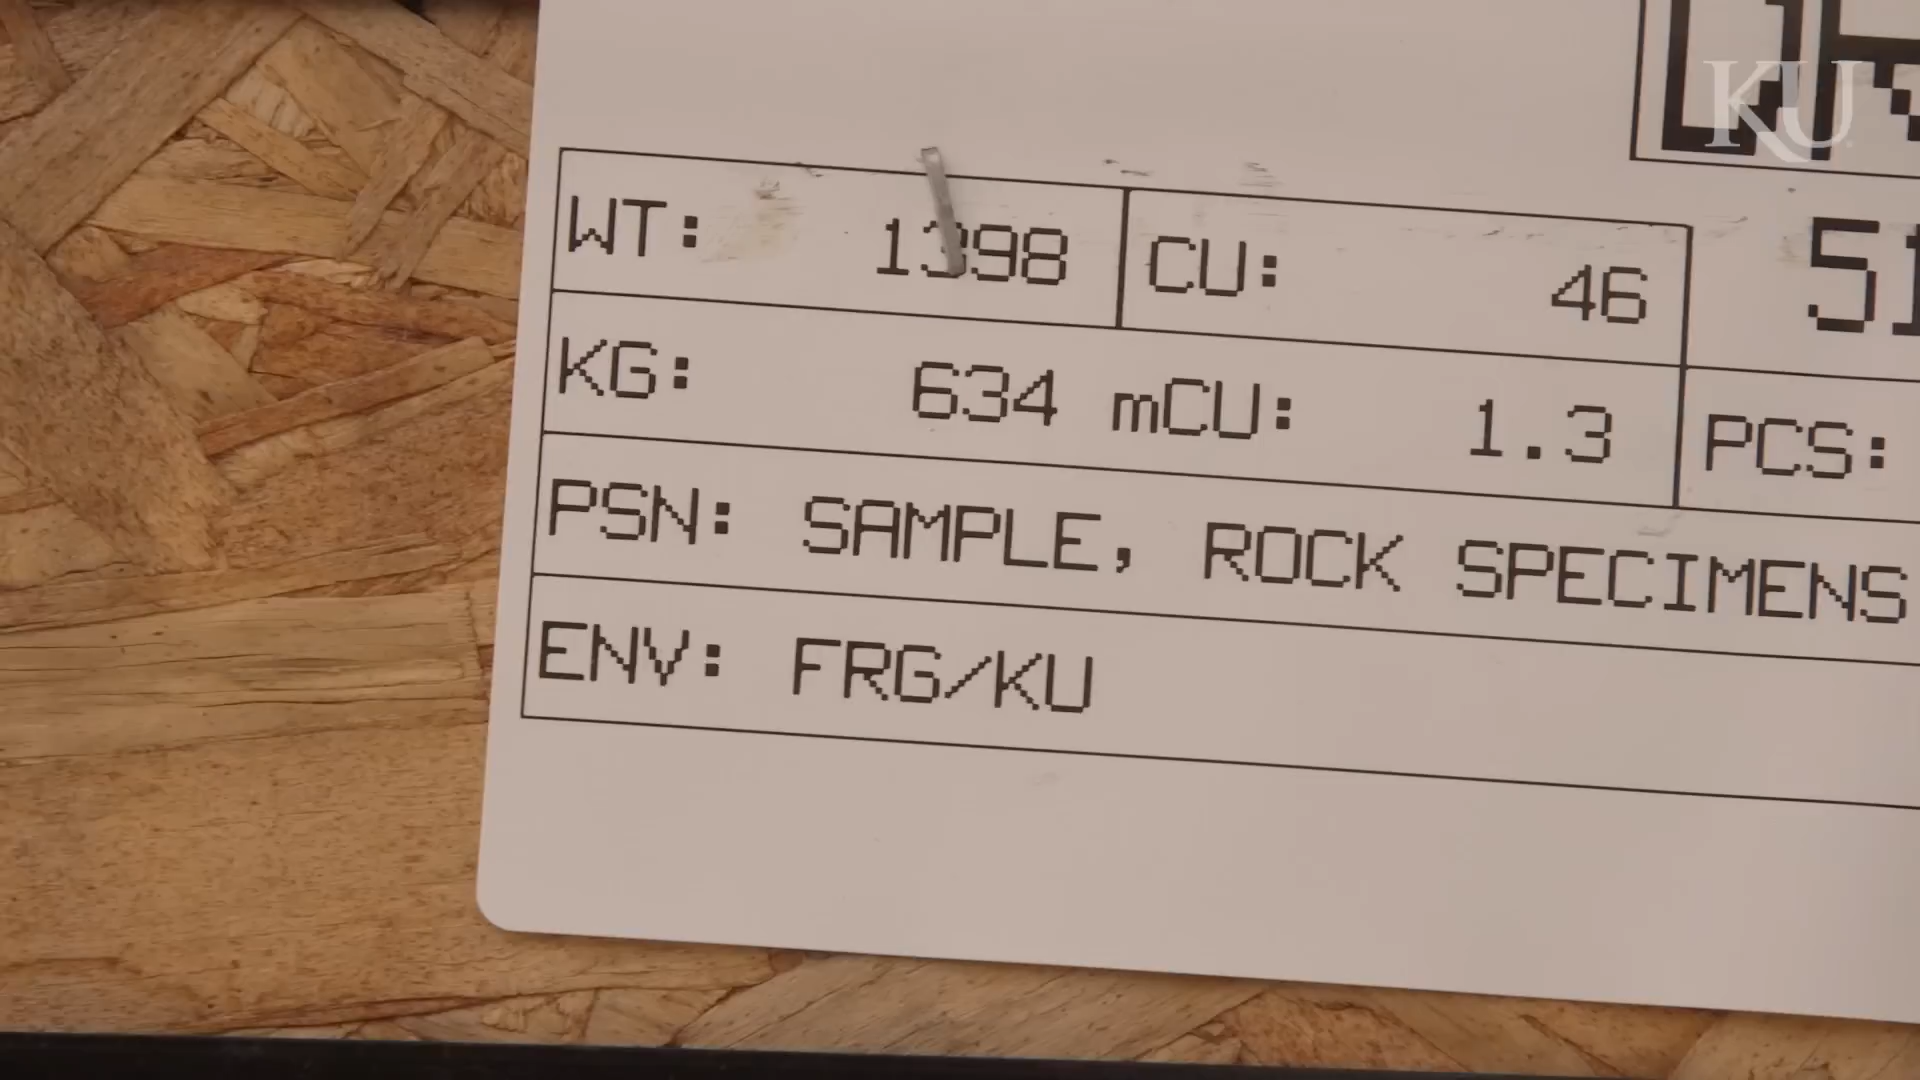 KU
WT: 1398 CU: 46
KG: 634 mCU: 1.3 PCS:
PSN: SAMPLE, ROCK SPECIMENS
ENV: FRG/KU